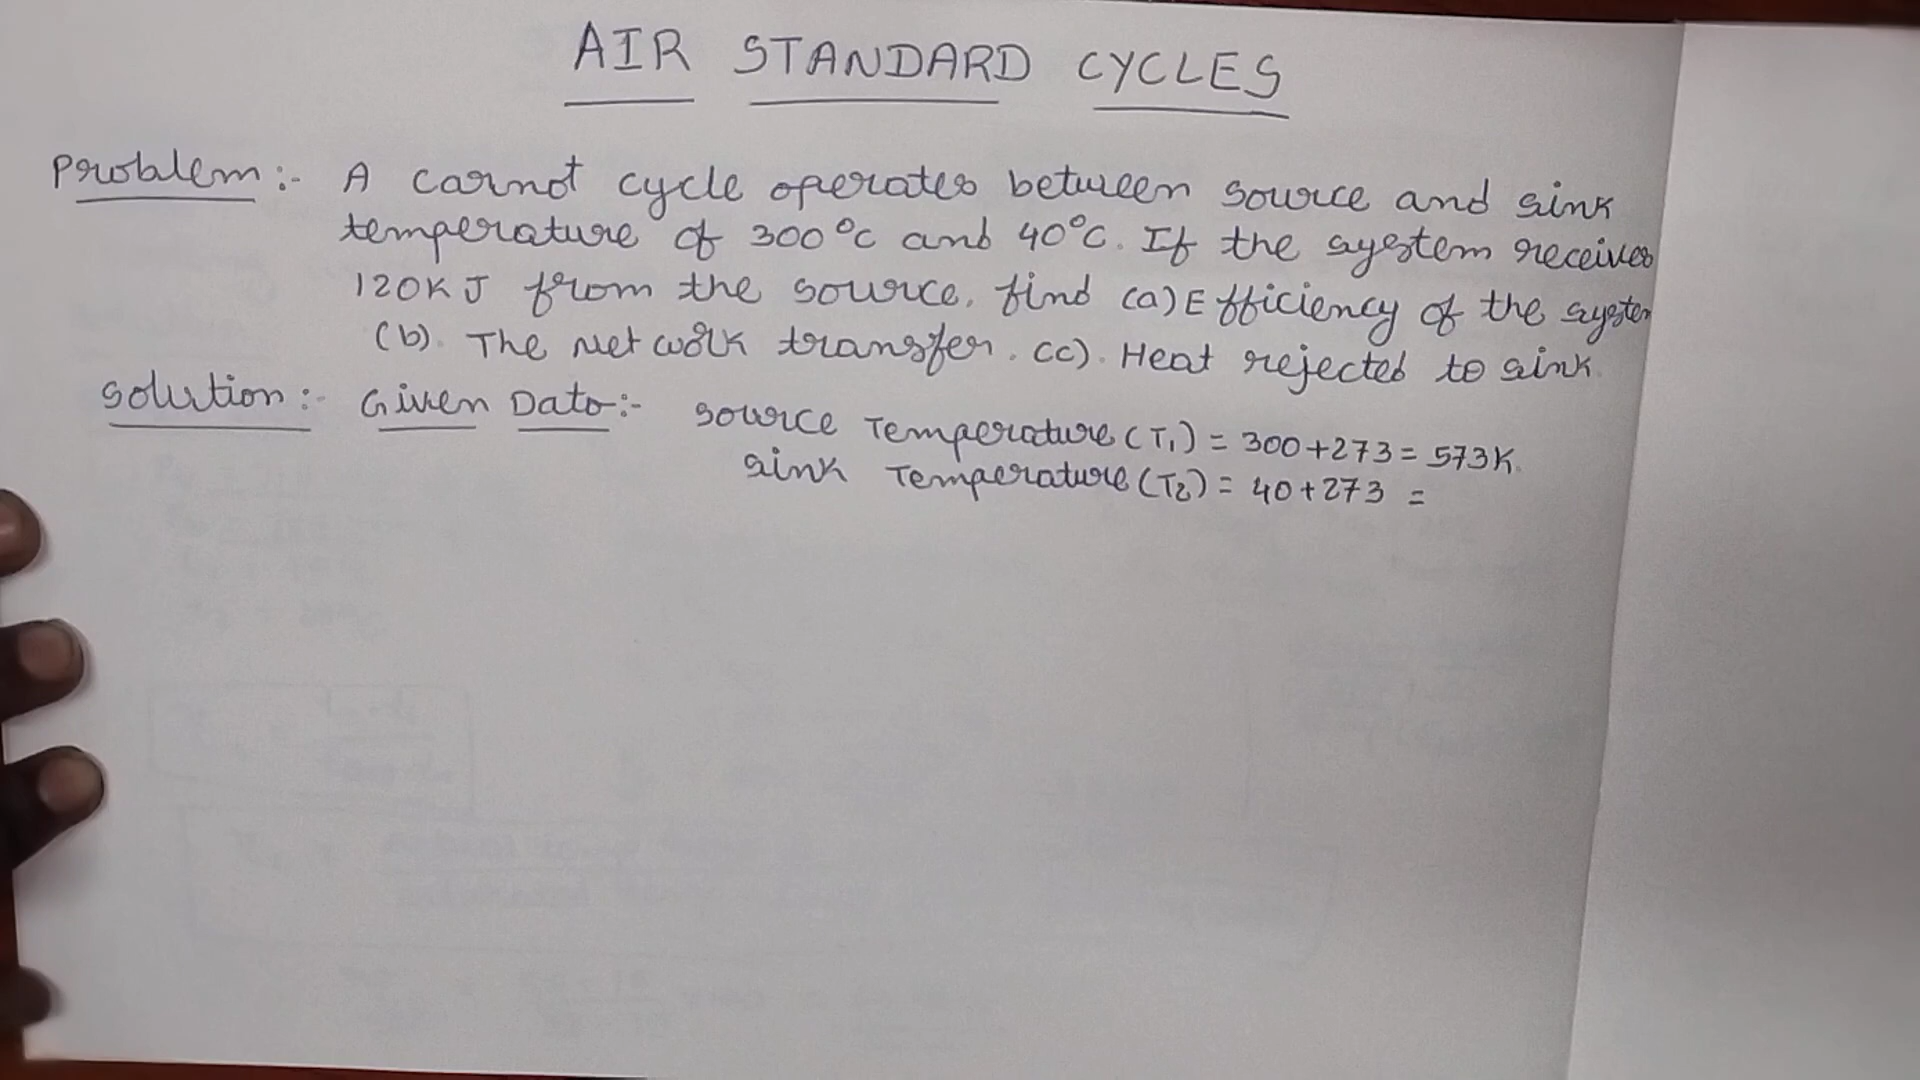 AIR STANDARD CYCLES
Problem:- A carnot cycle operates between source and sink
temperature of 300°c and 40°C. If the system receives
120KJ from the source. find (a) Efficiency of the system
(b). The net work transfer. (c). Heat rejected to sink.
Solution:- Given Data:- Source Temperature (T1) = 300+273 = 573K.
sink Temperature (T2) = 40+273 =